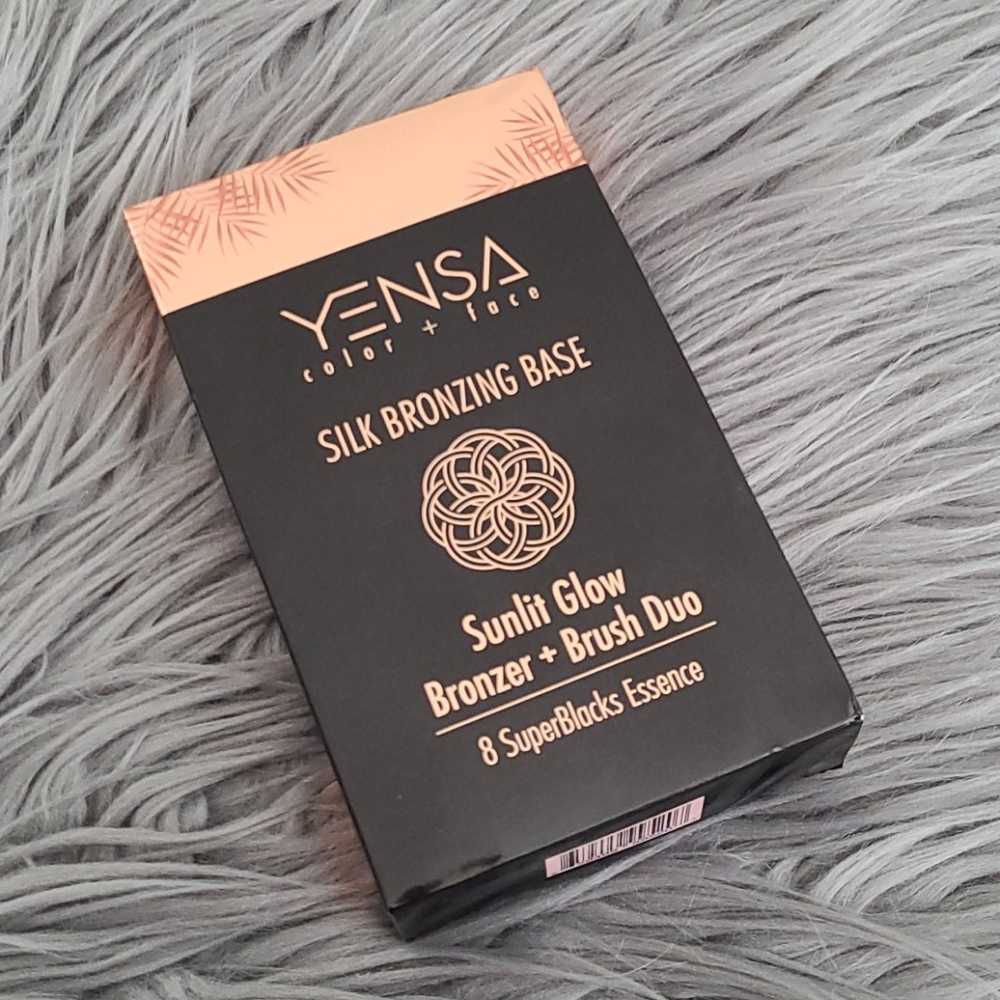 YENSA
color + face
SILK BRONZING BASE
Sunlit Glow
Bronzer + Brush Duo
8 SuperBlacks Essence